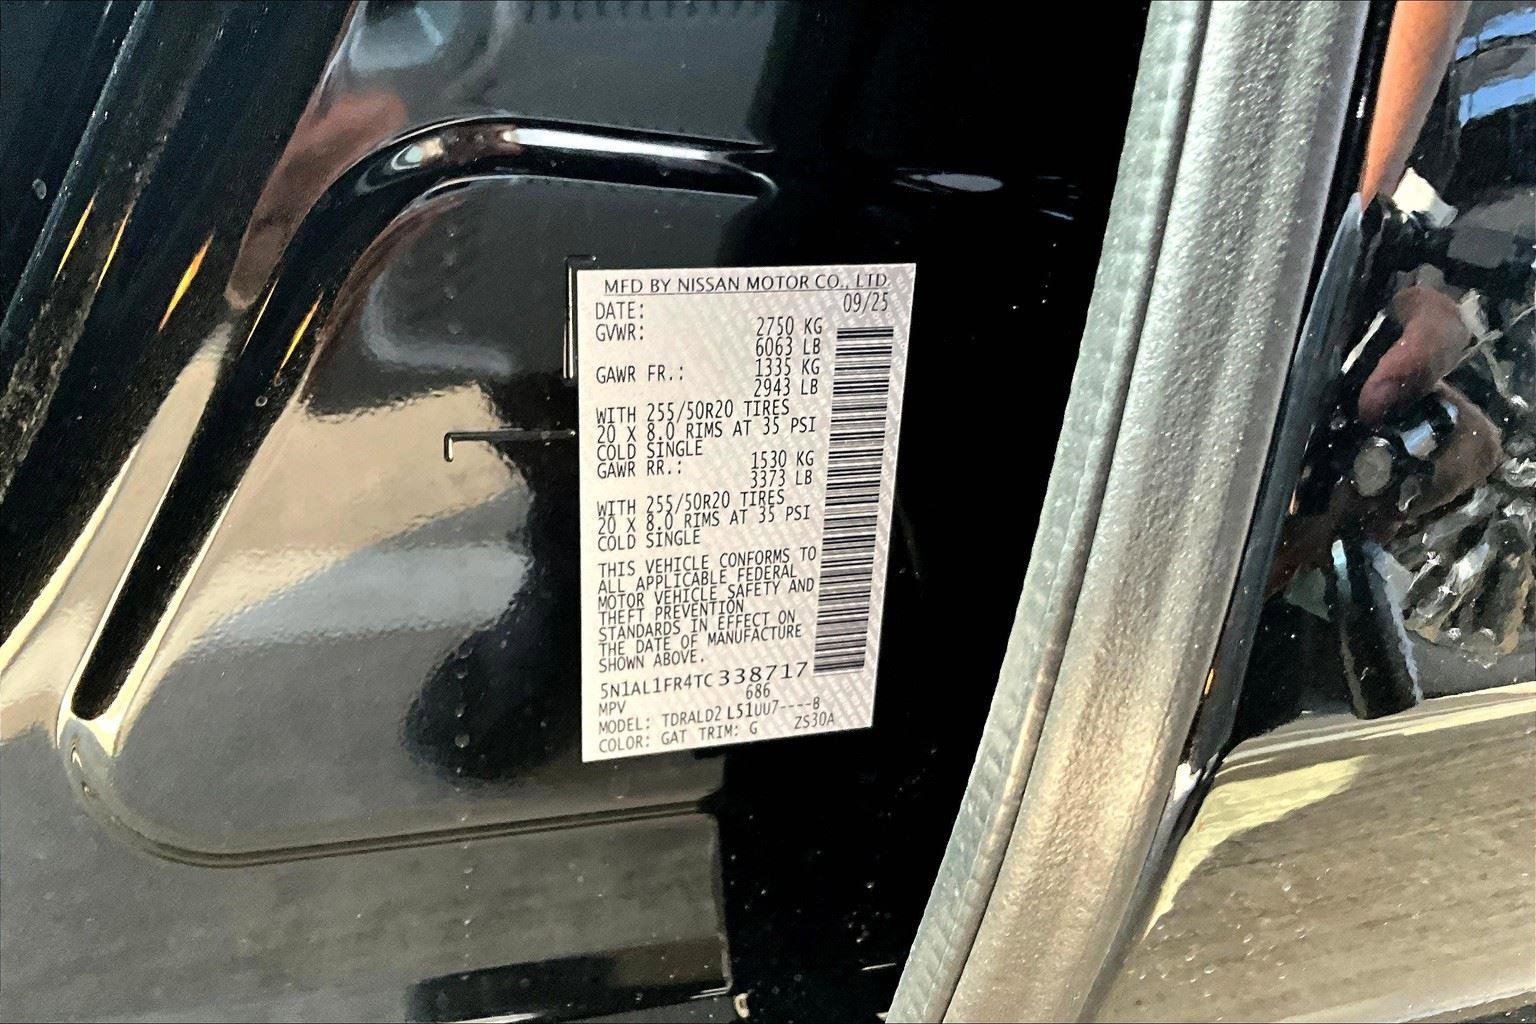 MFD BY NISSAN MOTOR CO., LTD.
DATE: 09/25
GVWR: 2750 KG
6063 LB
GAWR FR.: 1335 KG
2943 LB
WITH 255/50R20 TIRES
20 X 8.0 RIMS AT 35 PSI
COLD SINGLE
GAWR RR.: 1530 KG
3373 LB
WITH 255/50R20 TIRES
20 X 8.0 RIMS AT 35 PSI
COLD SINGLE
THIS VEHICLE CONFORMS TO
ALL APPLICABLE FEDERAL
MOTOR VEHICLE SAFETY AND
THEFT PREVENTION
STANDARDS IN EFFECT ON
THE DATE OF MANUFACTURE
SHOWN ABOVE.
5N1AL1FR4TC338717
MPV 686
MODEL: TDRALD2 L51UU7----B
COLOR: GAT TRIM: G ZS30A